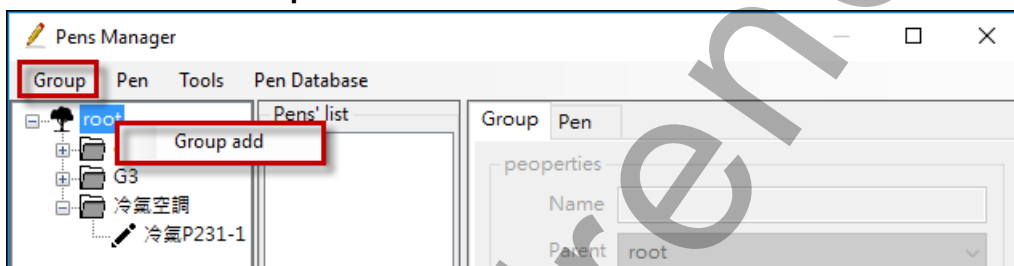 Pens Manager
Group Pen Tools Pen Database
root
Group add
G3
冷氣空調
冷氣P231-1
Pens' list
Group Pen
peoperties
Name
Parent root